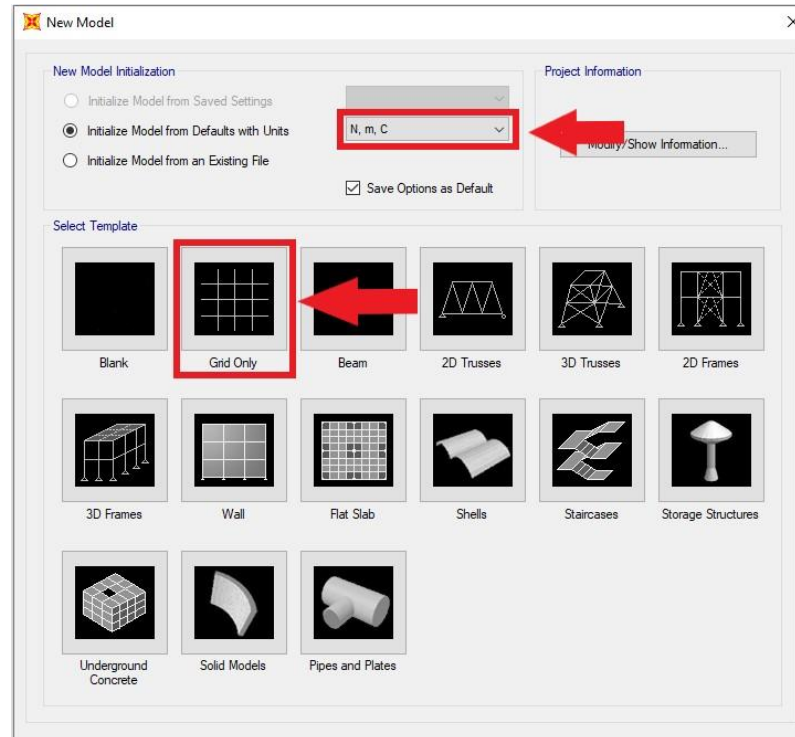 New Model
New Model Initialization
Project Information
Initialize Model from Saved Settings
Initialize Model from Defaults with Units
N, m, C
Modify/Show Information...
Initialize Model from an Existing File
Save Options as Default
Select Template
Blank
Grid Only
Beam
2D Trusses
3D Trusses
2D Frames
3D Frames
Wall
Flat Slab
Shells
Staircases
Storage Structures
Underground
Concrete
Solid Models
Pipes and Plates